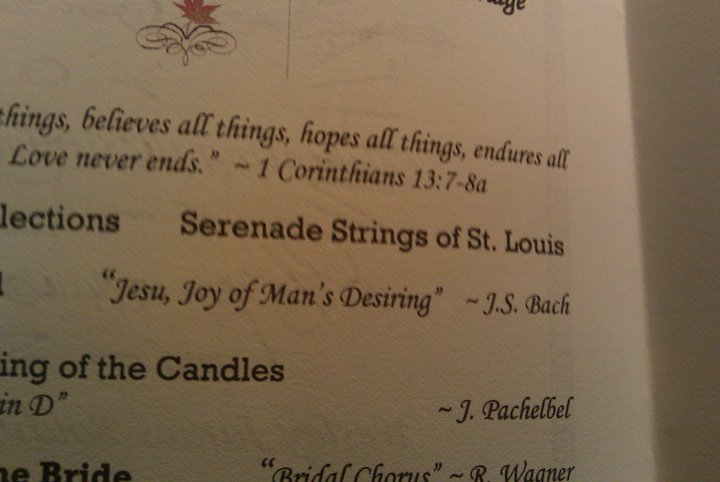 things, believes all things, hopes all things, endures all
Love never ends.” ~ 1 Corinthians 13:7-8a
lections Serenade Strings of St. Louis
“Jesu, Joy of Man’s Desiring” ~ J.S. Bach
ing of the Candles
in D” ~ J. Pachelbel
he Bride “Bridal Chorus” ~ R. Wagner